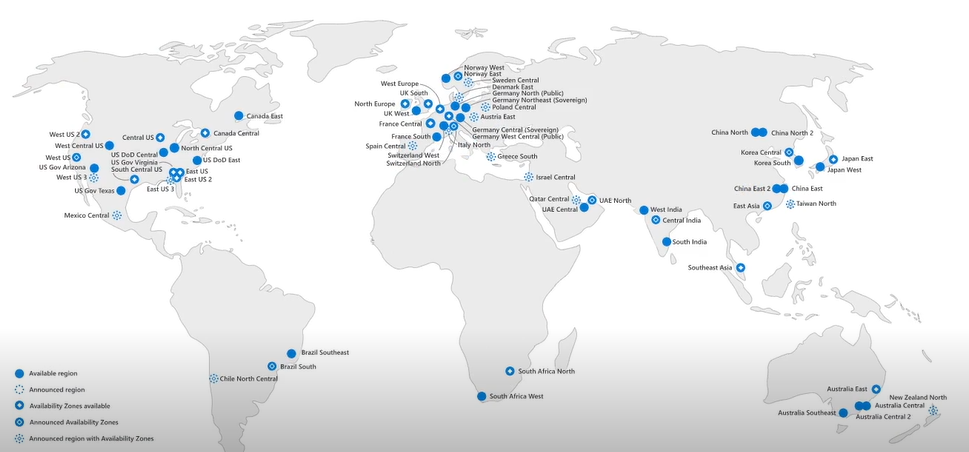 Norway West
Norway East
Sweden Central
Denmark East
Germany North (Public)
Germany Northeast (Sovereign)
Poland Central
Austria East
West Europe
UK South
North Europe
UK West
France Central
France South
Spain Central
Switzerland West
Switzerland North
Germany Central (Sovereign)
Germany West Central (Public)
Italy North
Greece South
Israel Central
Qatar Central
UAE North
UAE Central
Canada East
Canada Central
West US 2
Central US
West Central US
North Central US
US DoD Central
US DoD East
West US
US Gov Virginia
South Central US
US Gov Arizona
East US
West US 3
East US 2
East US 3
US Gov Texas
Mexico Central
China North
China North 2
Korea Central
Korea South
Japan East
Japan West
China East 2
China East
East Asia
Taiwan North
West India
Central India
South India
Southeast Asia
Brazil Southeast
Brazil South
Chile North Central
South Africa North
South Africa West
Australia East
New Zealand North
Australia Central
Australia Southeast
Australia Central 2
Available region
Announced region
Availability Zones available
Announced Availability Zones
Announced region with Availability Zones